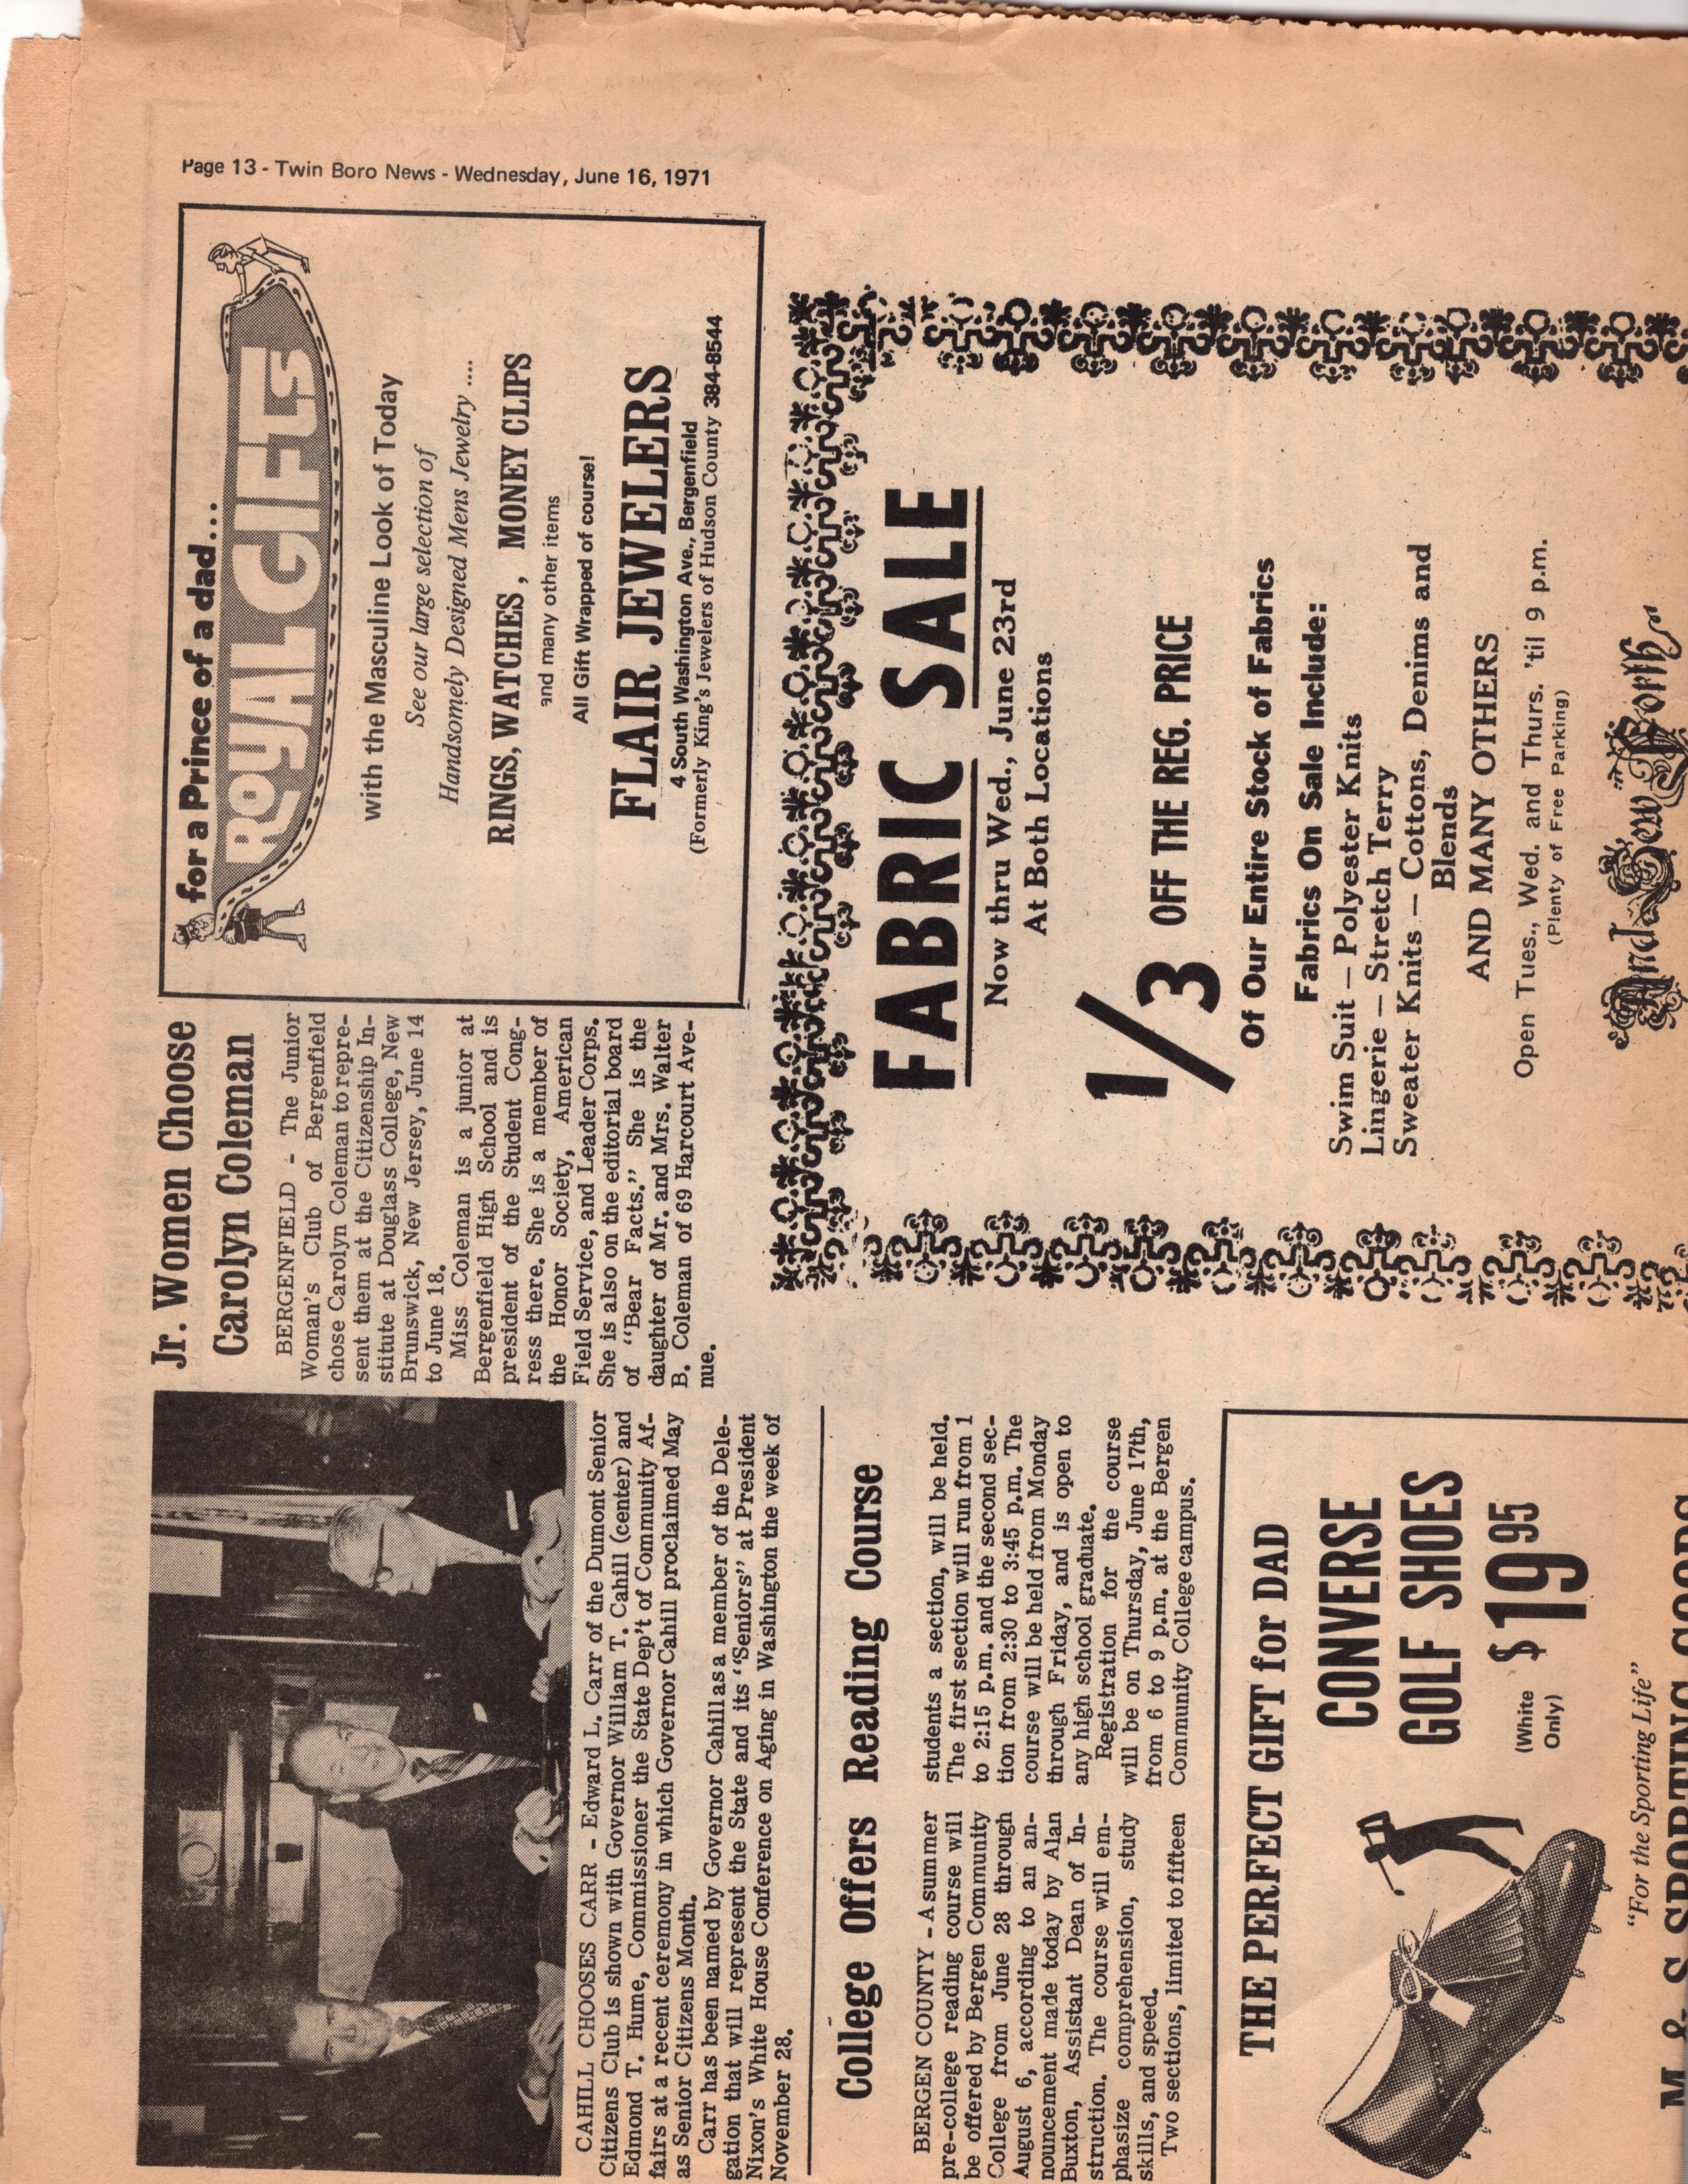 Page 13 - Twin Boro News - Wednesday, June 16, 1971
CAHILL CHOOSES CARR - Edward L. Carr of the Dumont Senior
Citizens Club is shown with Governor William T. Cahill (center) and
Edmond T. Hume, Commissioner the State Dep't of Community Af-
fairs at a recent ceremony in which Governor Cahill proclaimed May
as Senior Citizens Month.
Carr has been named by Governor Cahill as a member of the Dele-
gation that will represent the State and its "Seniors" at President
Nixon's White House Conference on Aging in Washington the week of
November 28.
Jr. Women Choose
Carolyn Coleman
BERGENFIELD - The Junior
Woman's Club of Bergenfield
chose Carolyn Coleman to repre-
sent them at the Citizenship In-
stitute at Douglass College, New
Brunswick, New Jersey, June 14
to June 18.
Miss Coleman is a junior at
Bergenfield High School and is
president of the Student Cong-
ress there. She is a member of
the Honor Society, American
Field Service, and Leader Corps.
She is also on the editorial board
of "Bear Facts." She is the
daughter of Mr. and Mrs. Walter
B. Coleman of 69 Harcourt Ave-
nue.
for a Prince of a dad...
ROYAL GIFTS
with the Masculine Look of Today
See our large selection of
Handsomely Designed Mens Jewelry ....
RINGS, WATCHES , MONEY CLIPS
and many other items
All Gift Wrapped of course!
FLAIR JEWELERS
4 South Washington Ave., Bergenfield
(Formerly King's Jewelers of Hudson County 384-8544
College Offers Reading Course
BERGEN COUNTY - A summer
pre-college reading course will
be offered by Bergen Community
College from June 28 through
August 6, according to an an-
nouncement made today by Alan
Buxton, Assistant Dean of In-
struction. The course will em-
phasize comprehension, study
skills, and speed.
Two sections, limited to fifteen
students a section, will be held.
The first section will run from 1
to 2:15 p.m. and the second sec-
tion from 2:30 to 3:45 p.m. The
course will be held from Monday
through Friday, and is open to
any high school graduate.
Registration for the course
will be on Thursday, June 17th,
from 6 to 9 p.m. at the Bergen
Community College campus.
THE PERFECT GIFT for DAD
CONVERSE
GOLF SHOES
(White
Only)
$19 95
"For the Sporting Life"
M & S SPORTING GOODS
FABRIC SALE
Now thru Wed., June 23rd
At Both Locations
1/3 OFF THE REG. PRICE
Of Our Entire Stock of Fabrics
Fabrics On Sale Include:
Swim Suit — Polyester Knits
Lingerie — Stretch Terry
Sweater Knits — Cottons, Denims and
Blends
AND MANY OTHERS
Open Tues., Wed. and Thurs. 'til 9 p.m.
(Plenty of Free Parking)
And Sew Forth